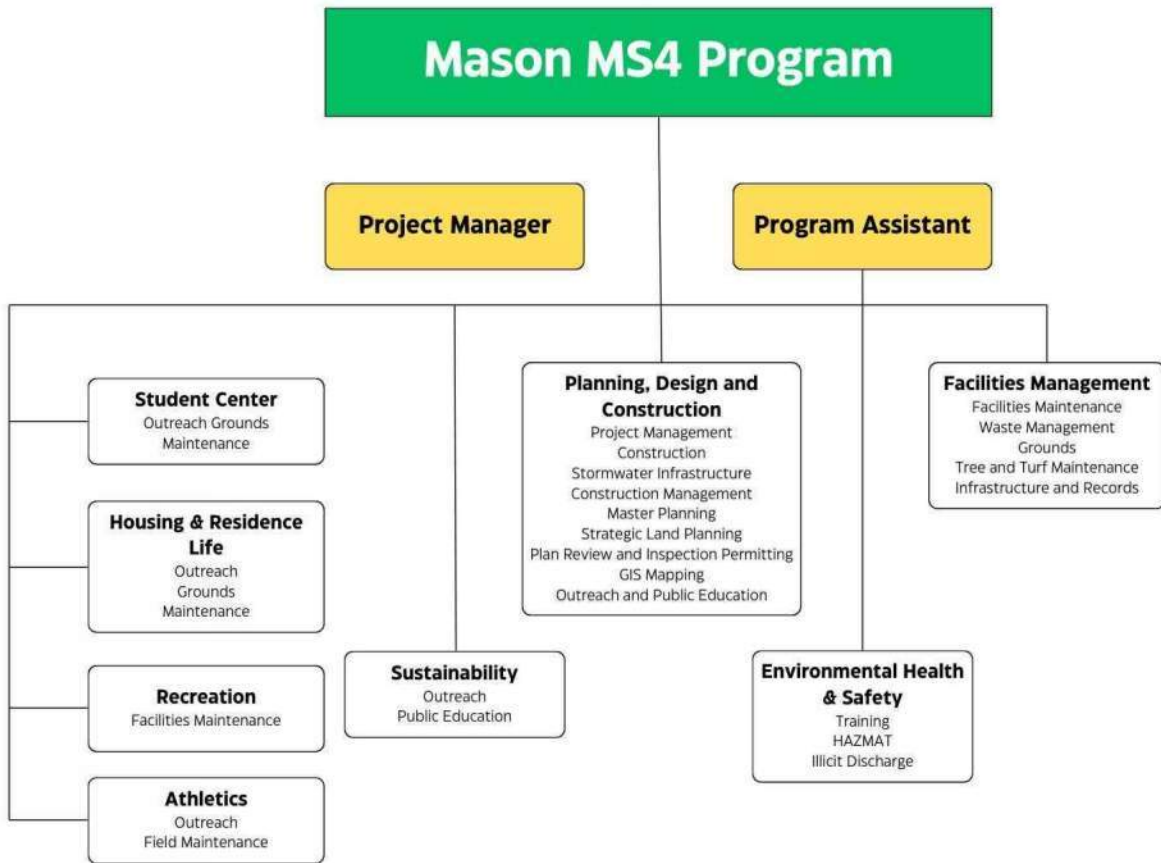 Mason MS4 Program
Project Manager
Program Assistant
Student Center
Outreach Grounds
Maintenance
Housing & Residence
Life
Outreach
Grounds
Maintenance
Recreation
Facilities Maintenance
Athletics
Outreach
Field Maintenance
Sustainability
Outreach
Public Education
Planning, Design and
Construction
Project Management
Construction
Stormwater Infrastructure
Construction Management
Master Planning
Strategic Land Planning
Plan Review and Inspection Permitting
GIS Mapping
Outreach and Public Education
Environmental Health
& Safety
Training
HAZMAT
Illicit Discharge
Facilities Management
Facilities Maintenance
Waste Management
Grounds
Tree and Turf Maintenance
Infrastructure and Records